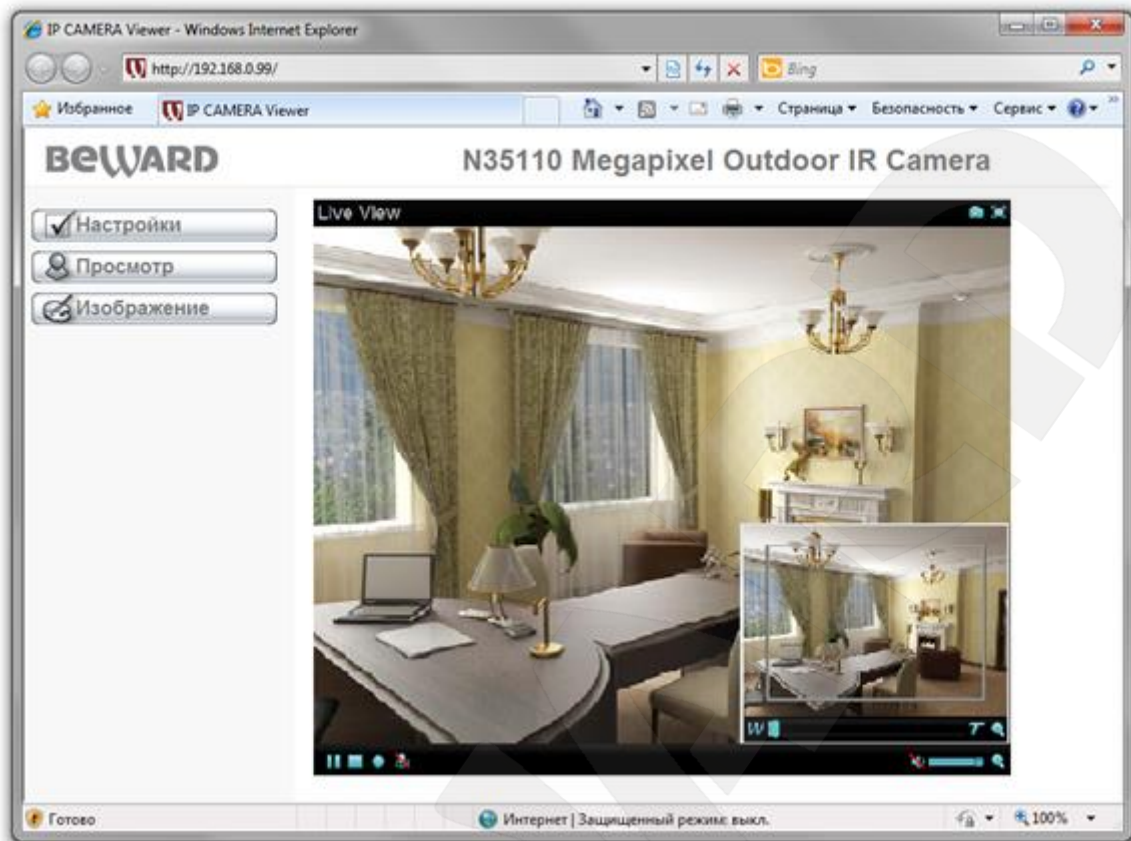 IP CAMERA Viewer - Windows Internet Explorer
http://192.168.0.99/
Bing
Избранное
IP CAMERA Viewer
Страница
Безопасность
Сервис
BEWARD
N35110 Megapixel Outdoor IR Camera
Настройки
Просмотр
Изображение
Live View
W
T
Готово
Интернет | Защищенный режим: выкл.
100%